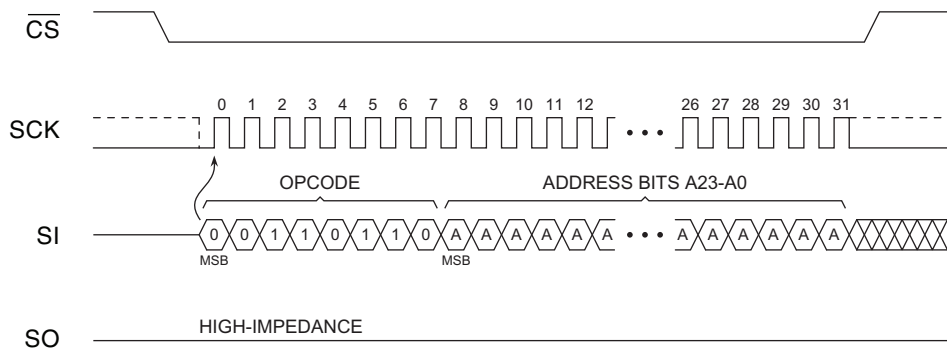 CS
0 1 2 3 4 5 6 7 8 9 10 11 12 26 27 28 29 30 31
SCK • • •
OPCODE ADDRESS BITS A23-A0
SI 0 0 1 1 0 1 1 0 A A A A A A • • • A A A A A A
MSB MSB
HIGH-IMPEDANCE
SO